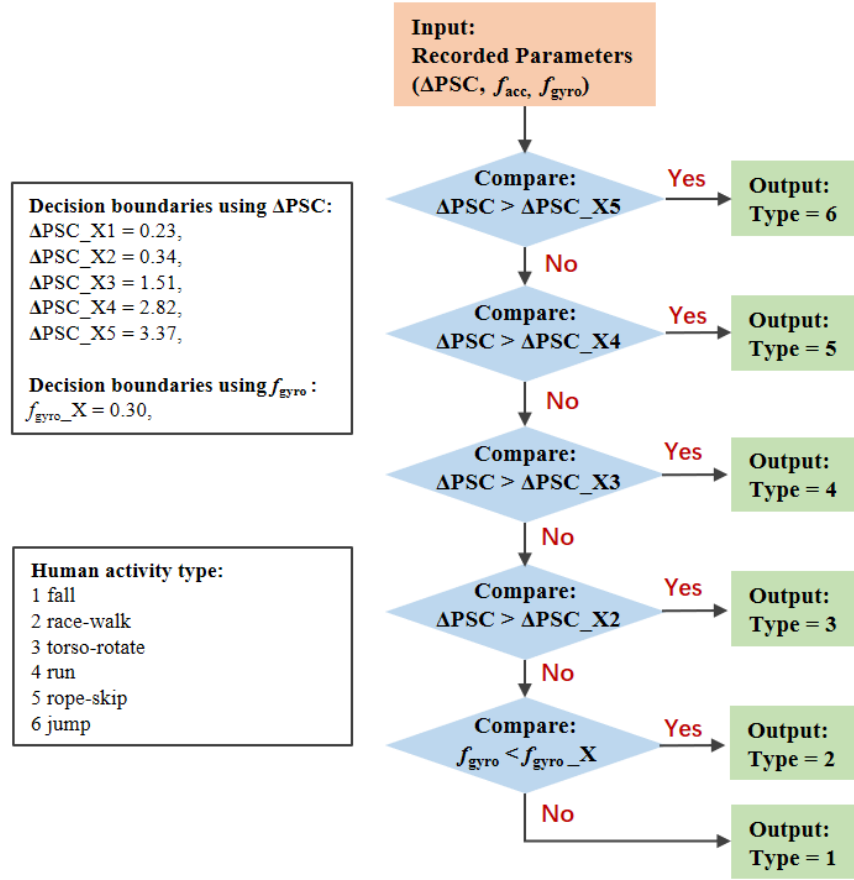 Input:
Recorded Parameters
(ΔPSC, facc, fgyro)
Compare:
ΔPSC > ΔPSC_X5
Yes
Output:
Type = 6
No
Decision boundaries using ΔPSC:
ΔPSC_X1 = 0.23,
ΔPSC_X2 = 0.34,
ΔPSC_X3 = 1.51,
ΔPSC_X4 = 2.82,
ΔPSC_X5 = 3.37,
Decision boundaries using fgyro :
fgyro_X = 0.30,
Compare:
ΔPSC > ΔPSC_X4
Yes
Output:
Type = 5
No
Compare:
ΔPSC > ΔPSC_X3
Yes
Output:
Type = 4
No
Human activity type:
1 fall
2 race-walk
3 torso-rotate
4 run
5 rope-skip
6 jump
Compare:
ΔPSC > ΔPSC_X2
Yes
Output:
Type = 3
No
Compare:
fgyro < fgyro_X
Yes
Output:
Type = 2
No
Output:
Type = 1